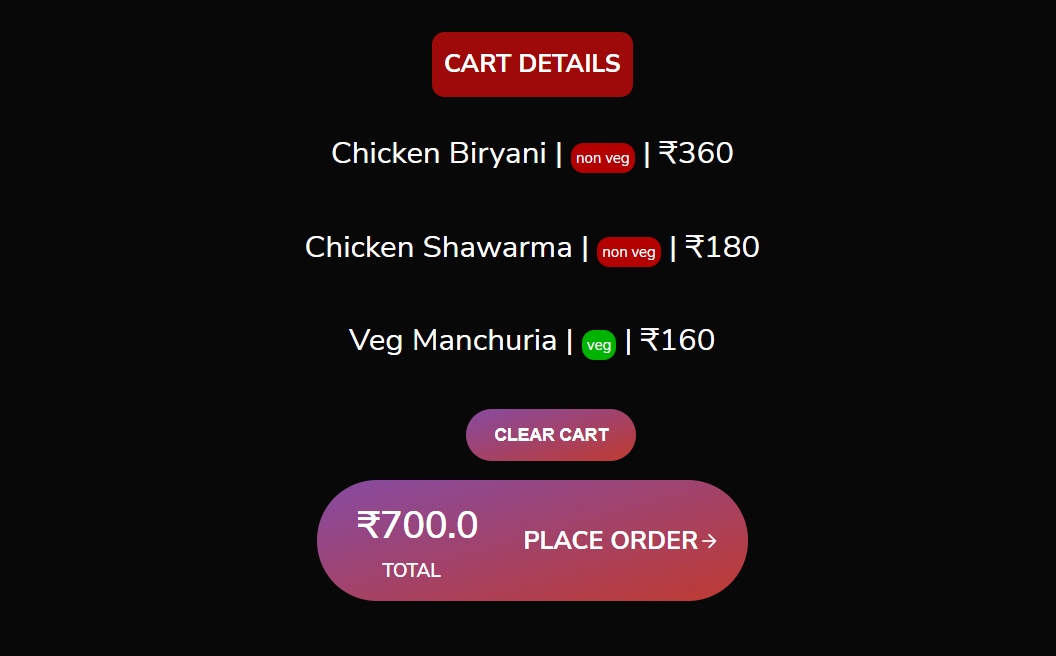 CART DETAILS
Chicken Biryani | non veg | ₹360
Chicken Shawarma | non veg | ₹180
Veg Manchuria | veg | ₹160
CLEAR CART
₹700.0
TOTAL
PLACE ORDER→